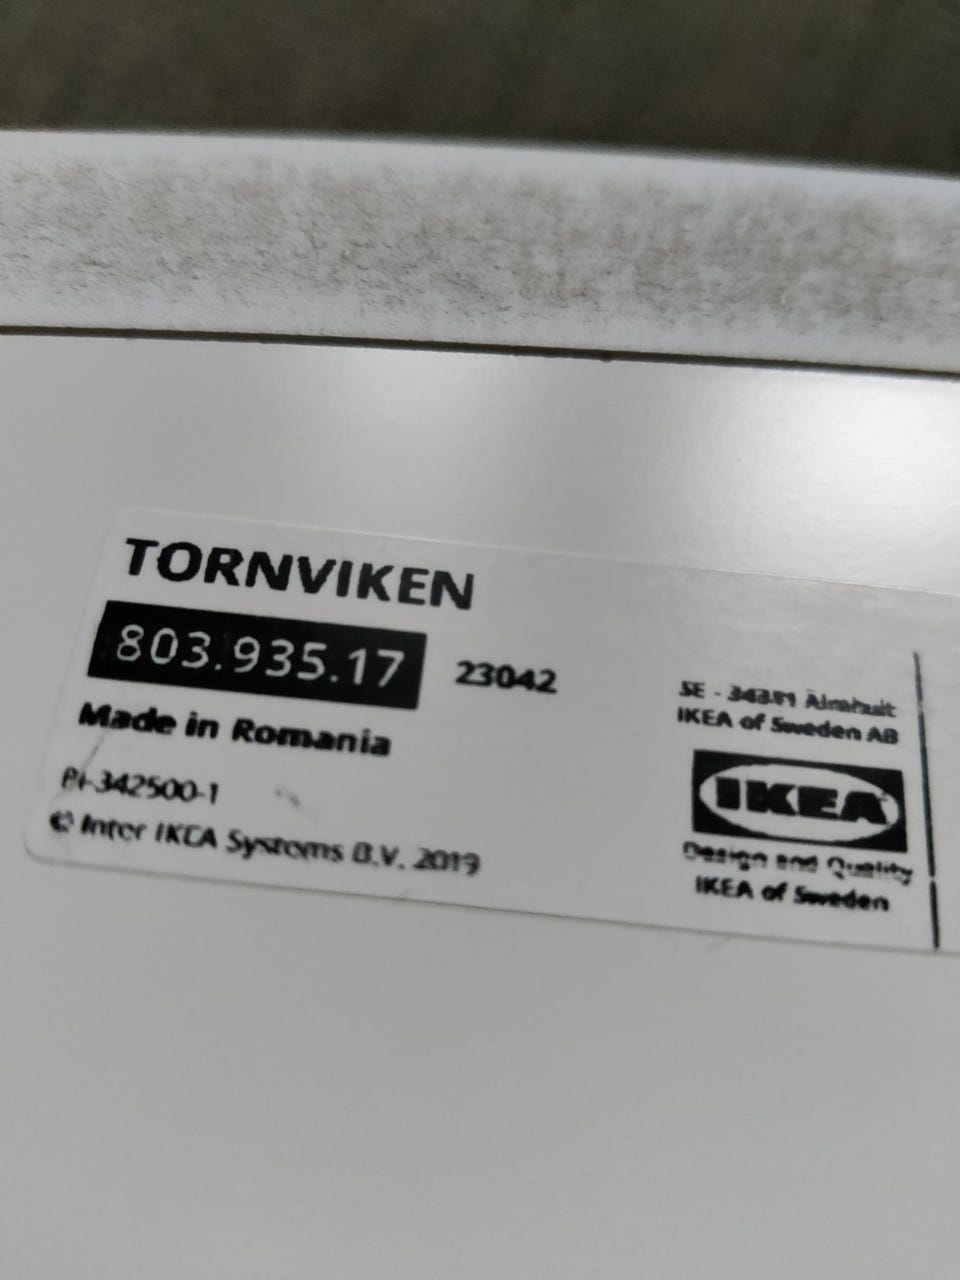 TORNVIKEN
803.935.17
23042
Made in Romania
PI-342500-1
© Inter IKEA Systems B.V. 2019
SE - 34381 Älmhult
IKEA of Sweden AB
IKEA
Design and Quality
IKEA of Sweden